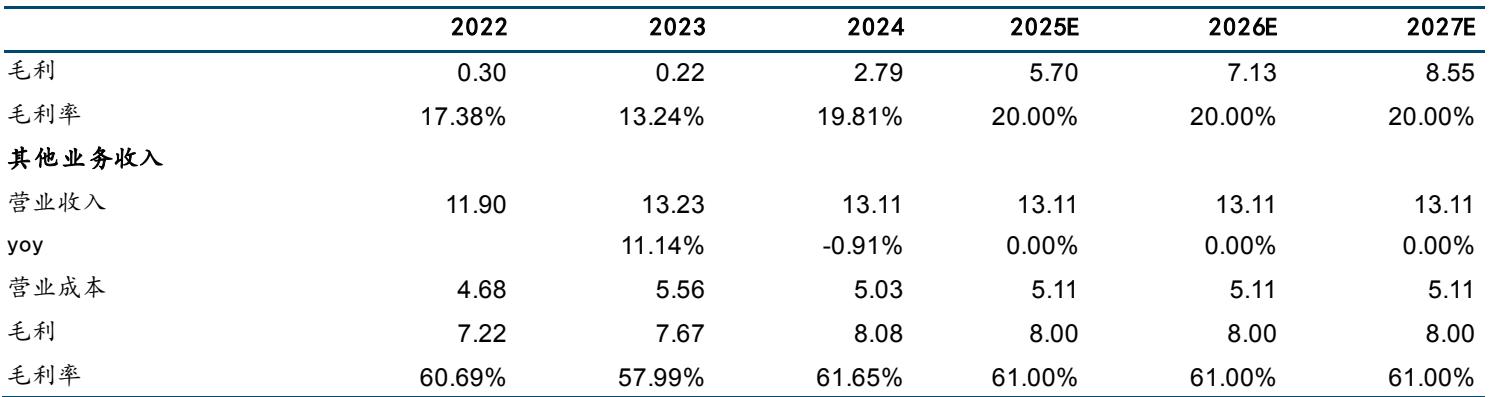 2022 2023 2024 2025E 2026E 2027E
毛利 0.30 0.22 2.79 5.70 7.13 8.55
毛利率 17.38% 13.24% 19.81% 20.00% 20.00% 20.00%
其他业务收入
营业收入 11.90 13.23 13.11 13.11 13.11 13.11
yoy 11.14% -0.91% 0.00% 0.00% 0.00%
营业成本 4.68 5.56 5.03 5.11 5.11 5.11
毛利 7.22 7.67 8.08 8.00 8.00 8.00
毛利率 60.69% 57.99% 61.65% 61.00% 61.00% 61.00%